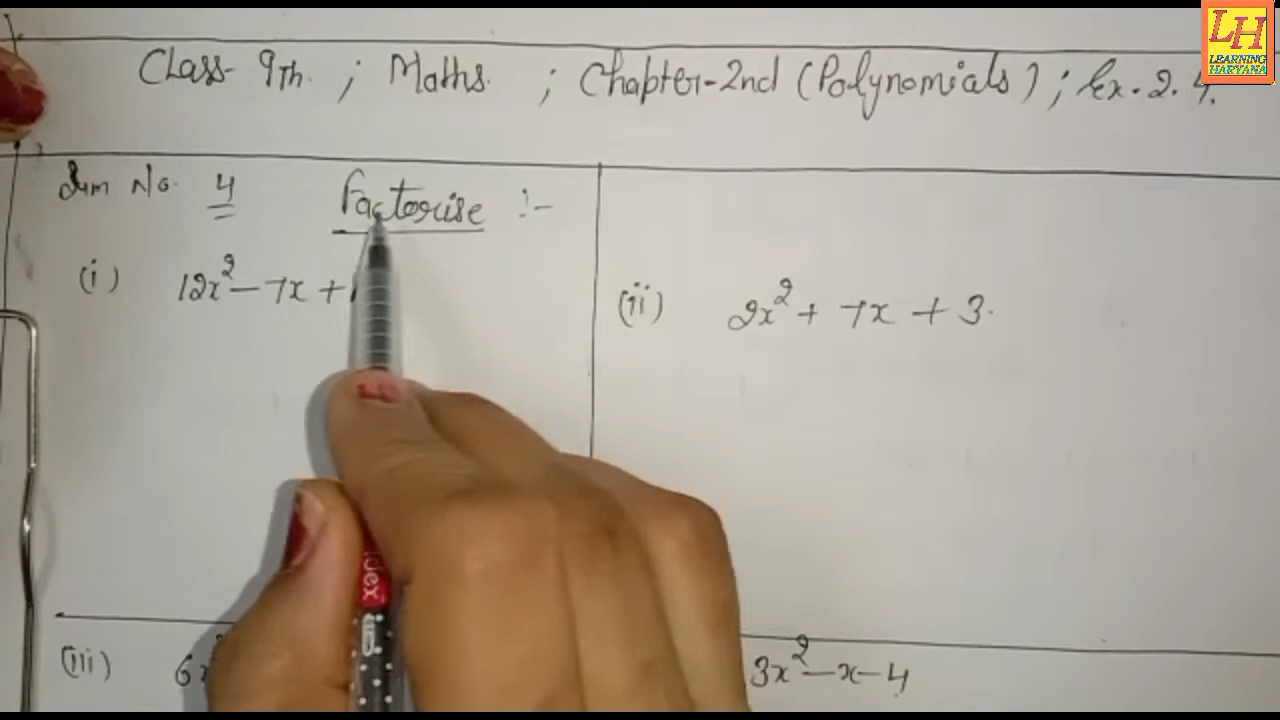 LH
LEARNING
HARYANA
Class 9Th. ; Maths. ; Chapter-2nd (Polynomials) ; Ex. 2.4.
Sum No. 4 Factorise :-
(i) 12x² - 7x +
(ii) 2x² + 7x + 3.
(iii) 6x
3x² - x - 4